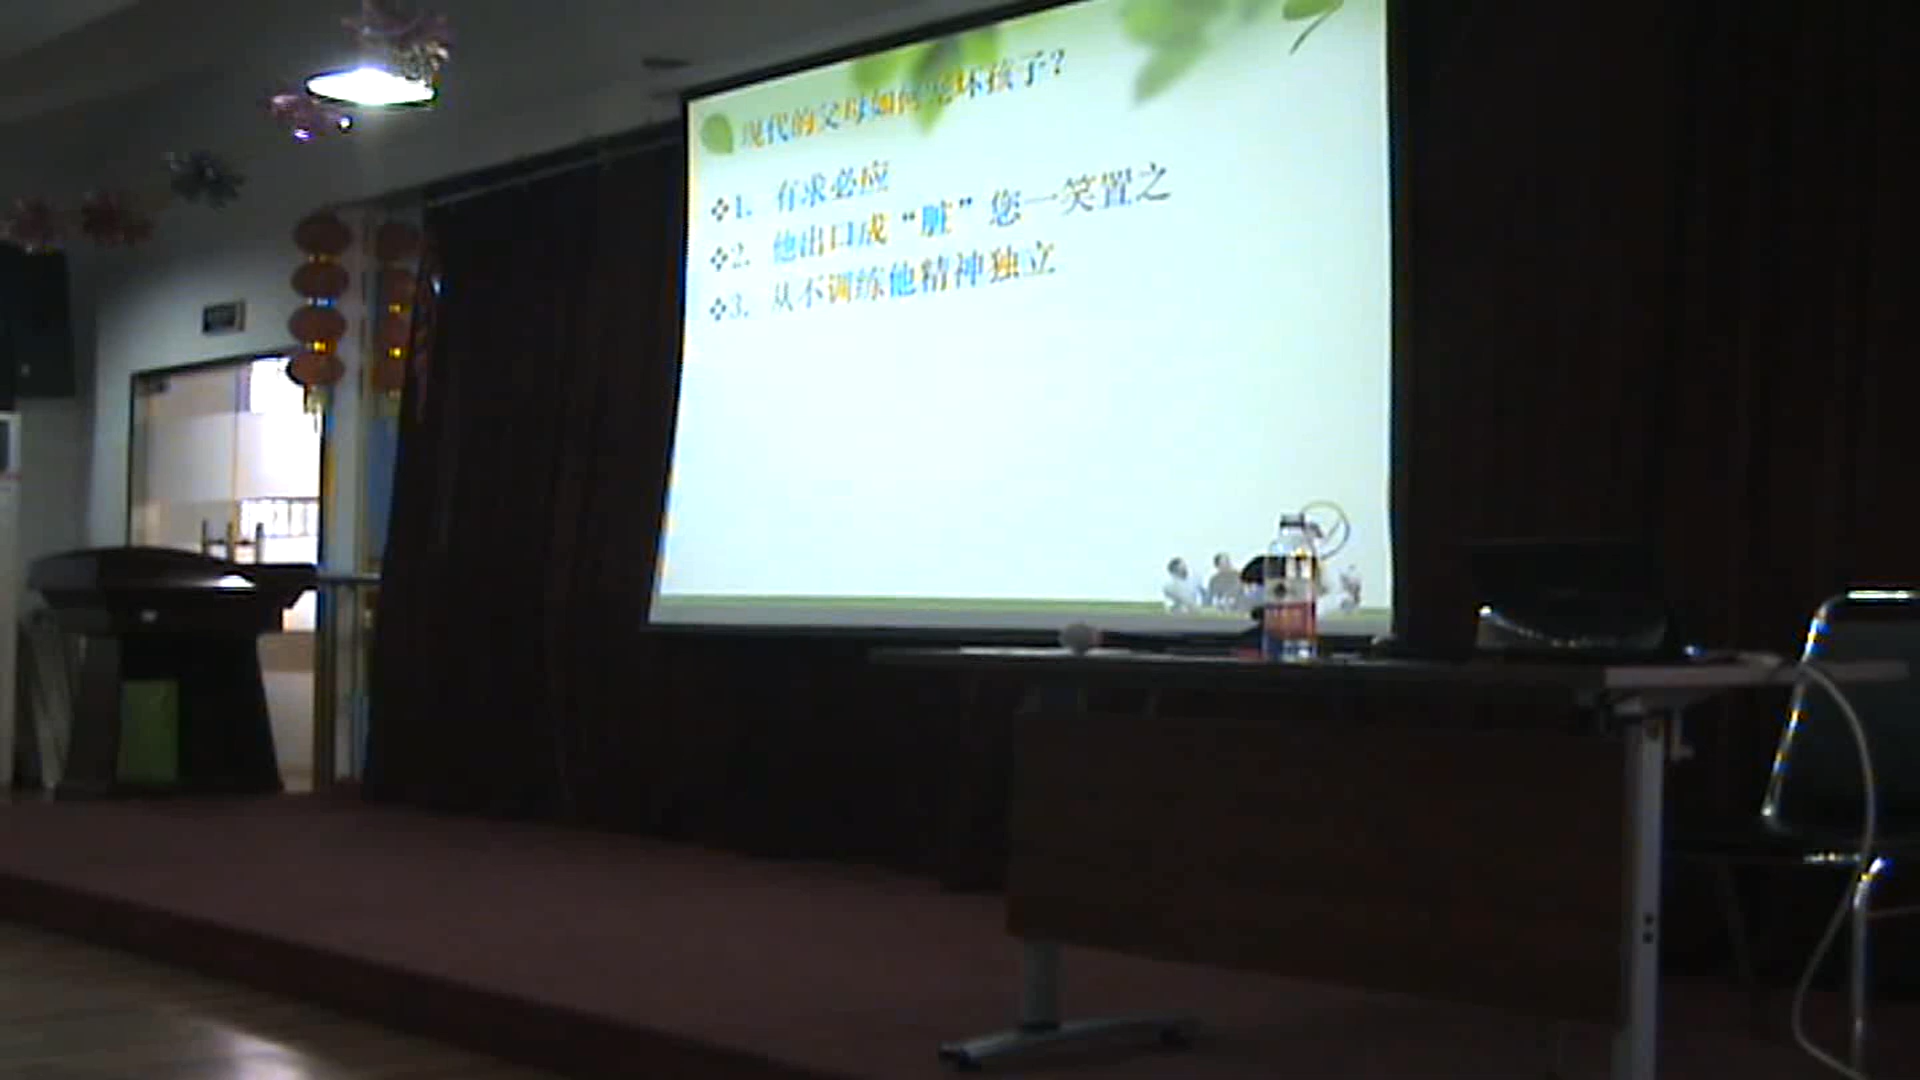 现代的父母如何宠坏孩子?
1. 有求必应
2. 他出口成“脏”您一笑置之
3. 从不训练他精神独立